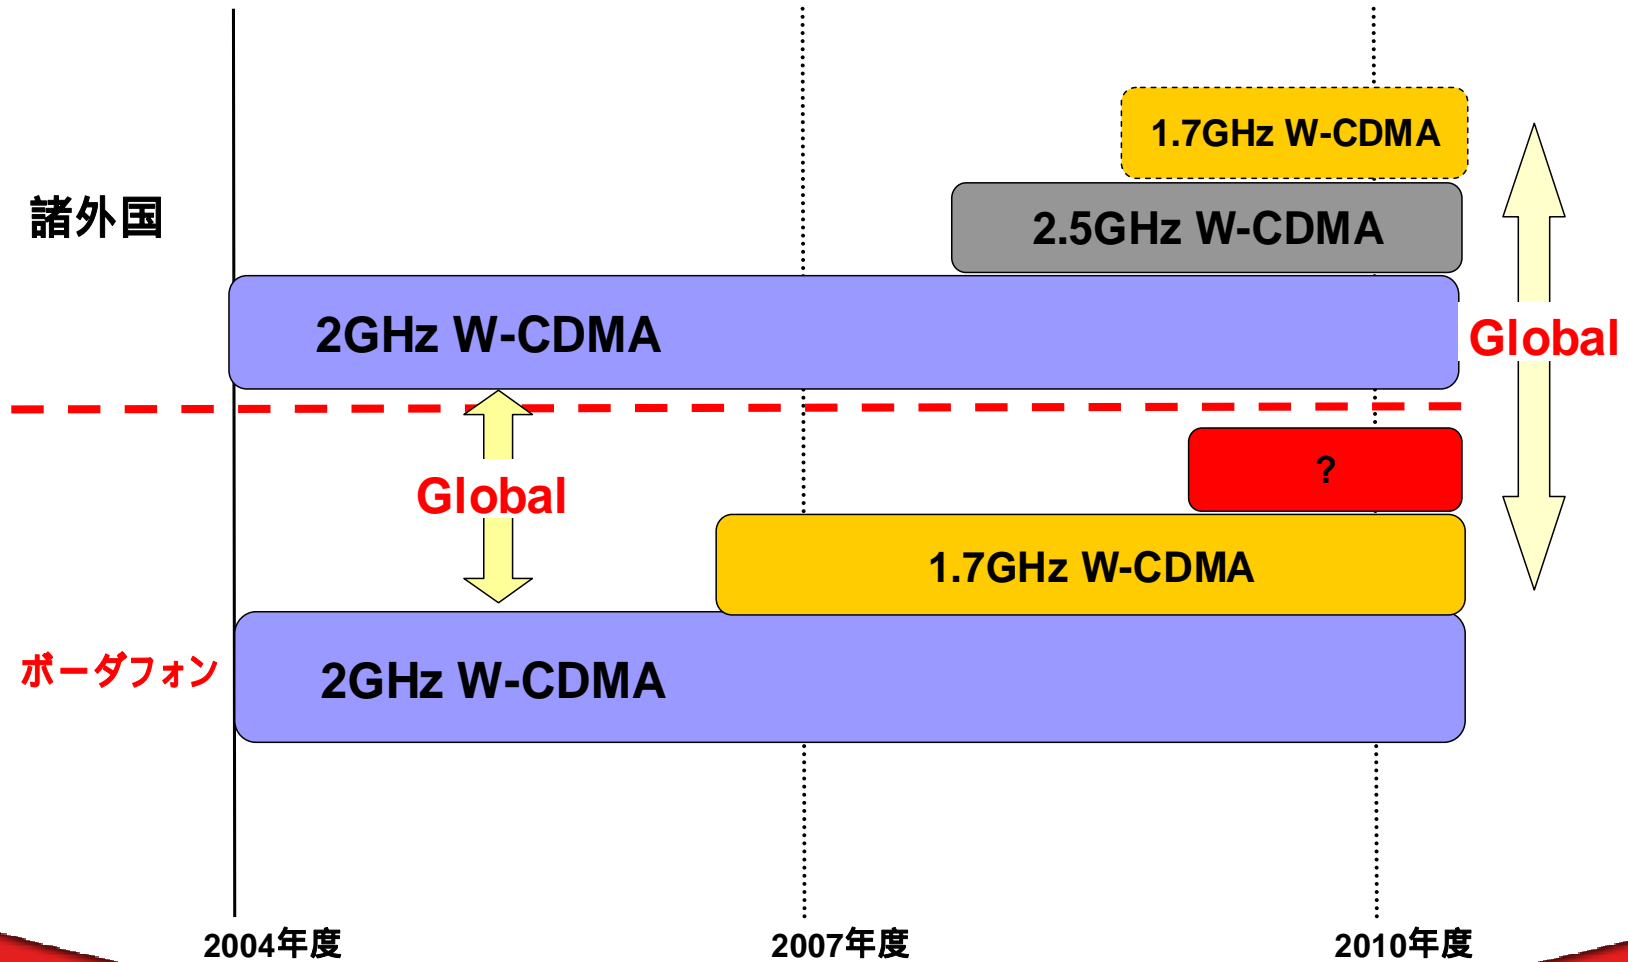 1.7GHz W-CDMA
諸外国
2.5GHz W-CDMA
2GHz W-CDMA
Global
?
Global
1.7GHz W-CDMA
ボーダフォン
2GHz W-CDMA
2004年度
2007年度
2010年度